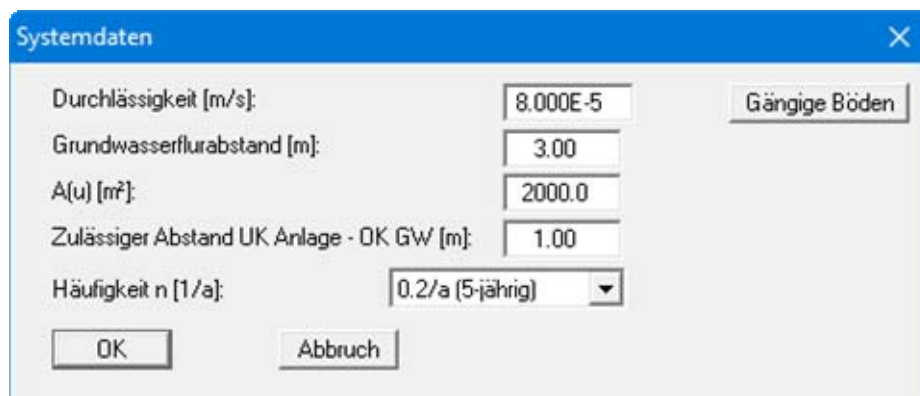 Systemdaten
Durchlässigkeit [m/s]: 8.000E-5 Gängige Böden
Grundwasserflurabstand [m]: 3.00
A(u) [m²]: 2000.0
Zulässiger Abstand UK Anlage - OK GW [m]: 1.00
Häufigkeit n [1/a]: 0.2/a (5-jährig)
OK Abbruch